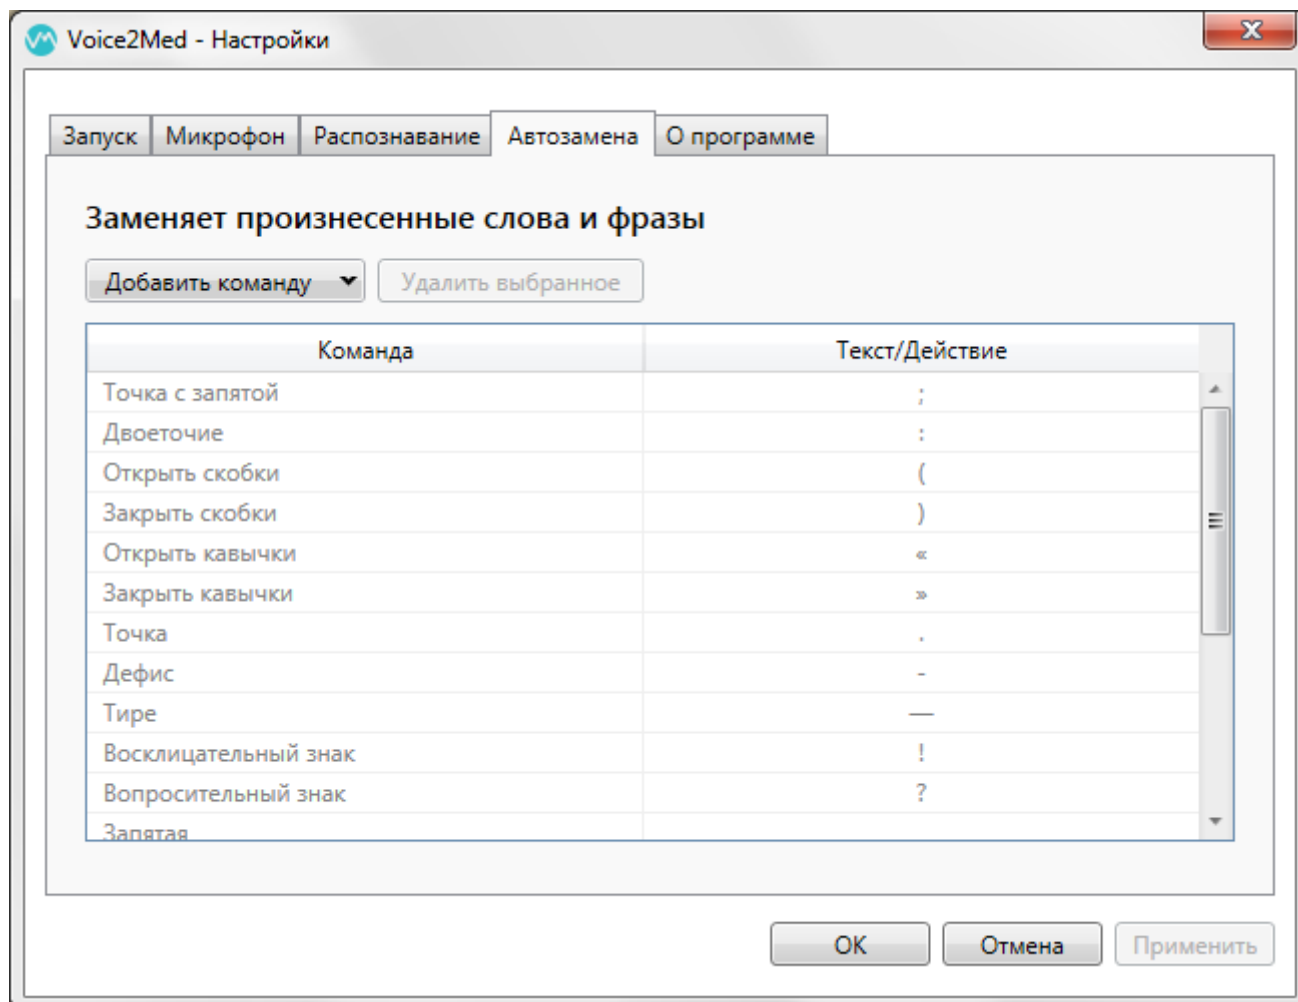 Voice2Med - Настройки
Запуск Микрофон Распознавание Автозамена О программе
Заменяет произнесенные слова и фразы
Добавить команду Удалить выбранное
Команда Текст/Действие
Точка с запятой ;
Двоеточие :
Открыть скобки (
Закрыть скобки )
Открыть кавычки «
Закрыть кавычки »
Точка .
Дефис -
Тире —
Восклицательный знак !
Вопросительный знак ?
Запятая
OK Отмена Применить